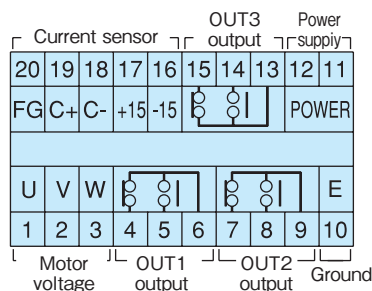 OUT3 Power
Current sensor output suppiy
20 19 18 17 16 15 14 13 12 11
FG C+ C- +15 -15 POWER
U V W E
1 2 3 4 5 6 7 8 9 10
Motor OUT1 OUT2 Ground
voltage output output